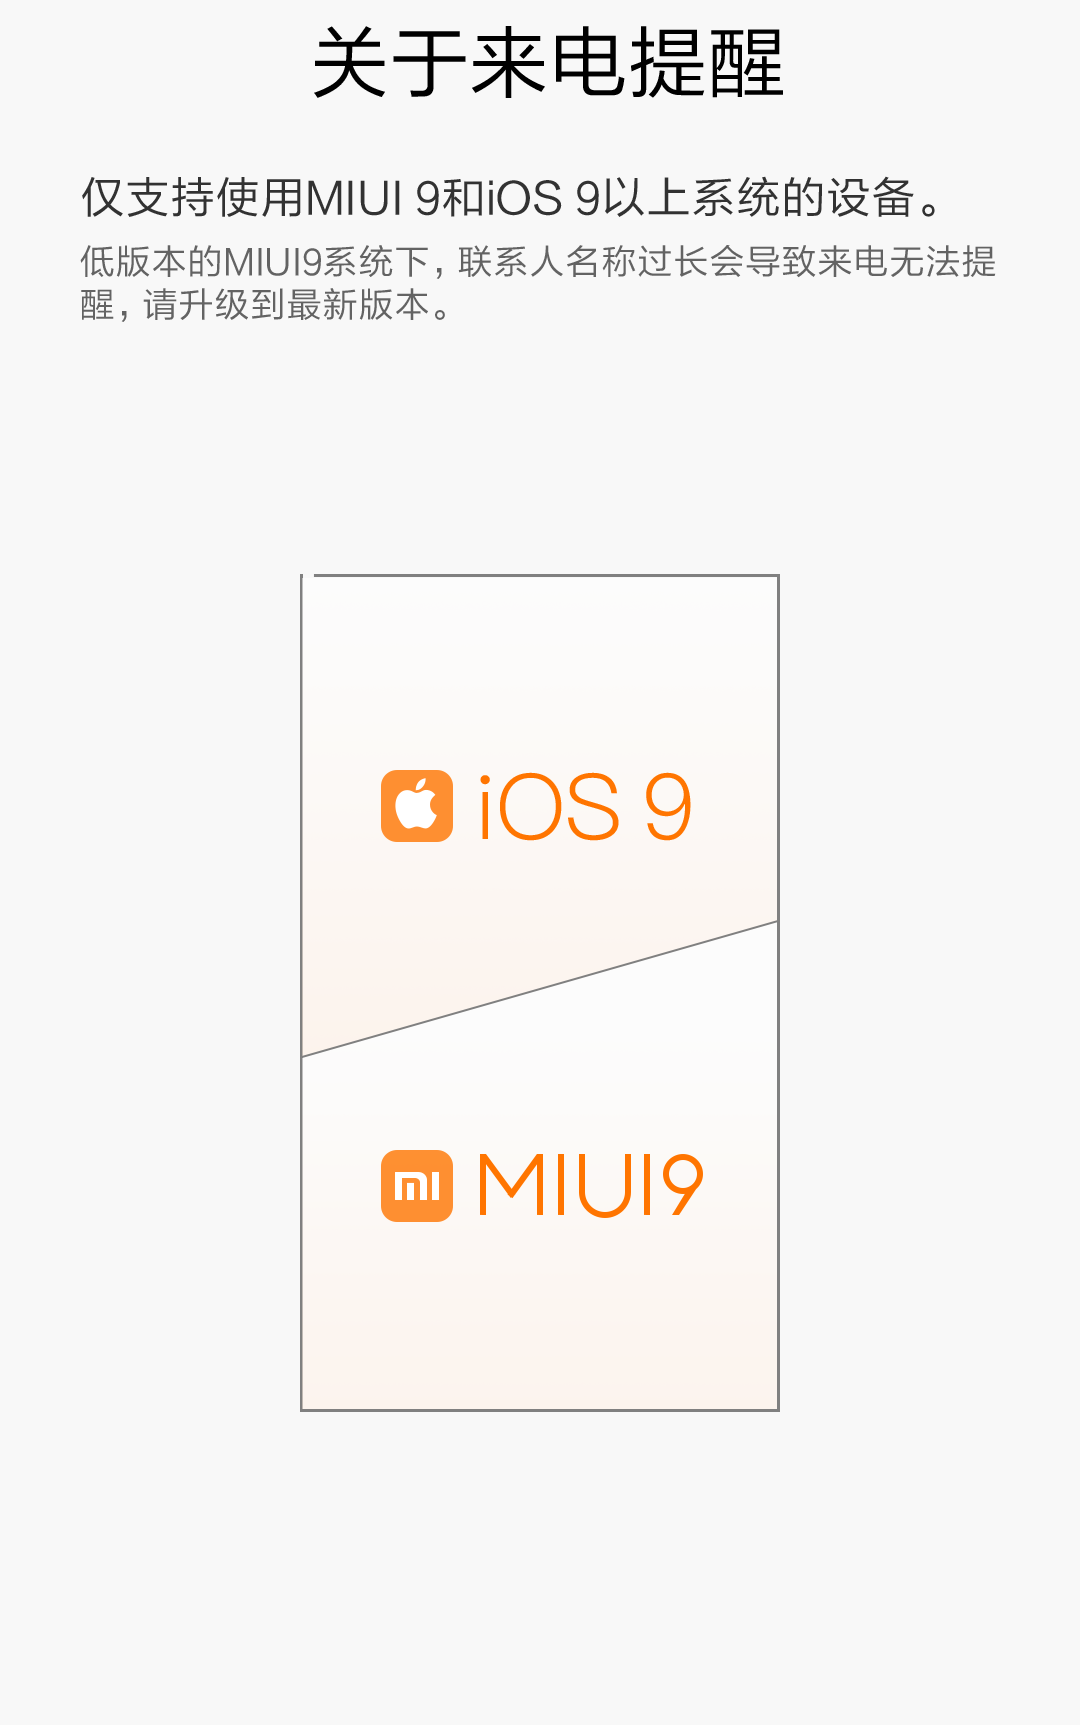 关于来电提醒
仅支持使用MIUI 9和iOS 9以上系统的设备。
低版本的MIUI9系统下，联系人名称过长会导致来电无法提
醒，请升级到最新版本。
iOS 9
mi MIUI9